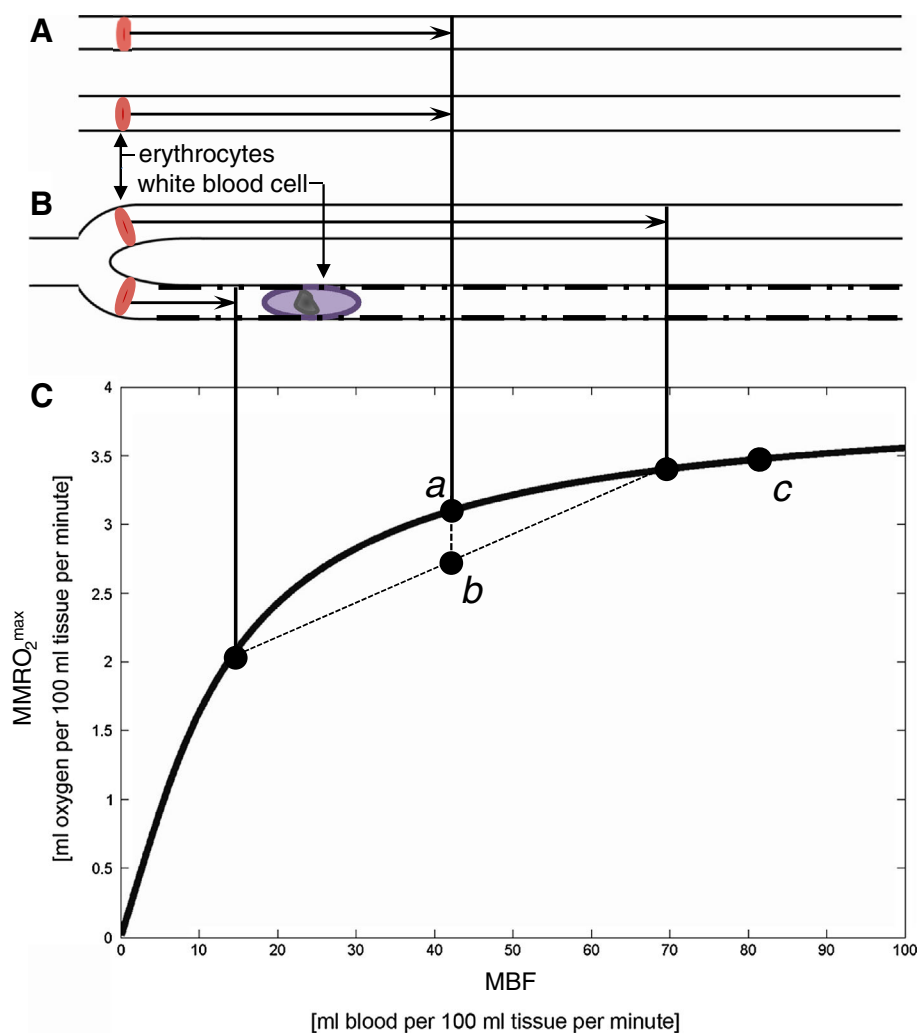 A
erythrocytes
white blood cell
B
C
4
3.5
3
2.5
2
1.5
1
0.5
0
a
b
c
MMRO₂ᵐᵃˣ
[ml oxygen per 100 ml tissue per minute]
0 10 20 30 40 50 60 70 80 90 100
MBF
[ml blood per 100 ml tissue per minute]